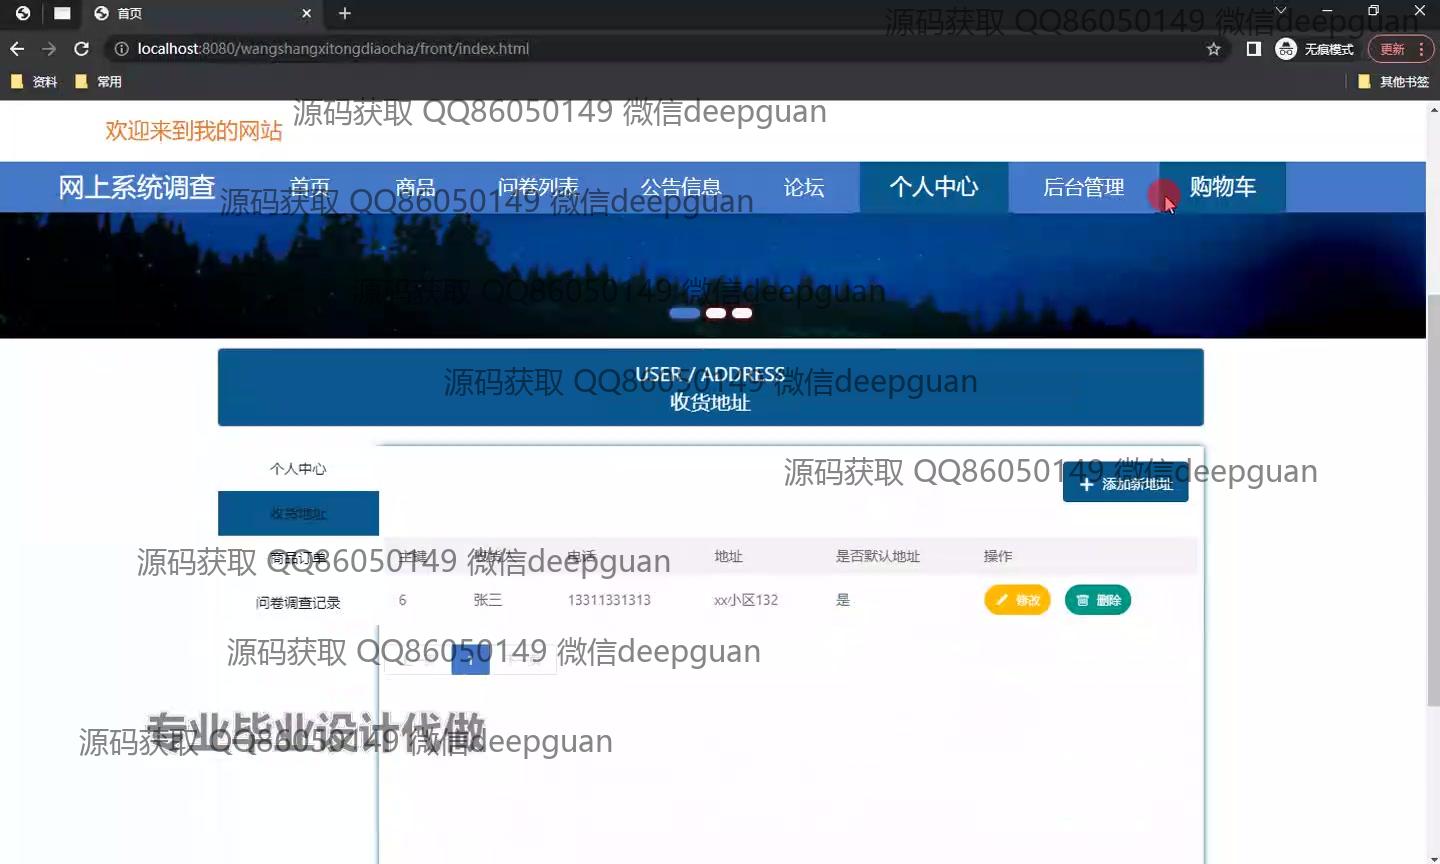 首页
源码获取 QQ86050149 微信deepguan
localhost:8080/wangshangxitongdiaocha/front/index.html
无痕模式
更新
资料
常用
其他书签
源码获取 QQ86050149 微信deepguan
欢迎来到我的网站
网上系统调查
首页
商品
问卷列表
公告信息
论坛
个人中心
后台管理
购物车
源码获取 QQ86050149 微信deepguan
源码获取 QQ86050149 微信deepguan
USER / ADDRESS
源码获取 QQ86050149 微信deepguan
收货地址
个人中心
源码获取 QQ86050149 微信deepguan
添加新地址
收货地址
商品订单
主键
收货人
电话
地址
是否默认地址
操作
源码获取 QQ86050149 微信deepguan
问卷调查记录
6
张三
13311331313
xx小区132
是
修改
删除
源码获取 QQ86050149 微信deepguan
1
专业毕业设计代做
源码获取 QQ86050149 微信deepguan